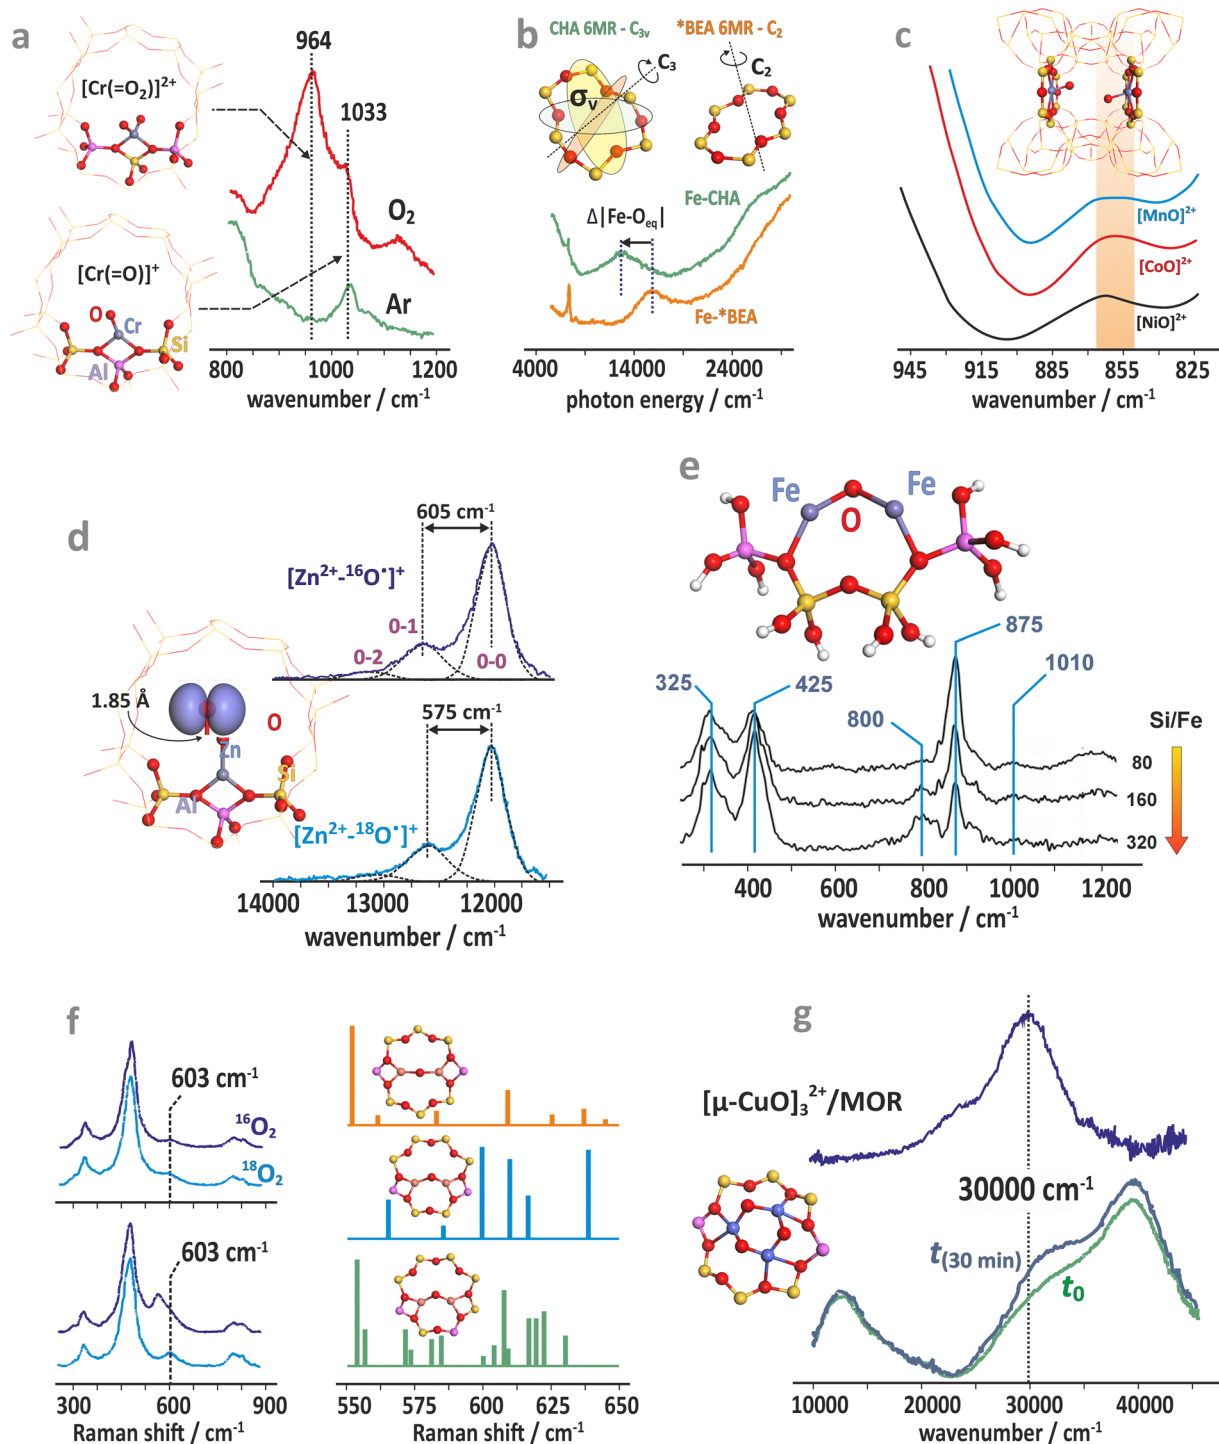 a
[Cr(=O₂)]²⁺
[Cr(=O)]⁺
O
Cr
Si
Al
964
1033
O₂
Ar
800 1000 1200
wavenumber / cm⁻¹
b
CHA 6MR - C₃ᵥ
*BEA 6MR - C₂
C₃
C₂
σᵥ
Fe-CHA
Δ|Fe-O_eq|
Fe-*BEA
4000 14000 24000
photon energy / cm⁻¹
c
[MnO]²⁺
[CoO]²⁺
[NiO]²⁺
945 915 885 855 825
wavenumber / cm⁻¹
d
605 cm⁻¹
[Zn²⁺-¹⁶O•]⁺
0-1
0-2
0-0
1.85 Å
O
Zn
Si
Al
575 cm⁻¹
[Zn²⁺-¹⁸O•]⁺
14000 13000 12000
wavenumber / cm⁻¹
e
Fe
Fe
O
875
325
425
1010
800
Si/Fe
80
160
320
400 600 800 1000 1200
wavenumber / cm⁻¹
f
603 cm⁻¹
¹⁶O₂
¹⁸O₂
603 cm⁻¹
300 600 900
Raman shift / cm⁻¹
550 575 600 625 650
Raman shift / cm⁻¹
g
[µ-CuO]₃²⁺/MOR
30000 cm⁻¹
t(30 min)
t₀
10000 20000 30000 40000
wavenumber / cm⁻¹